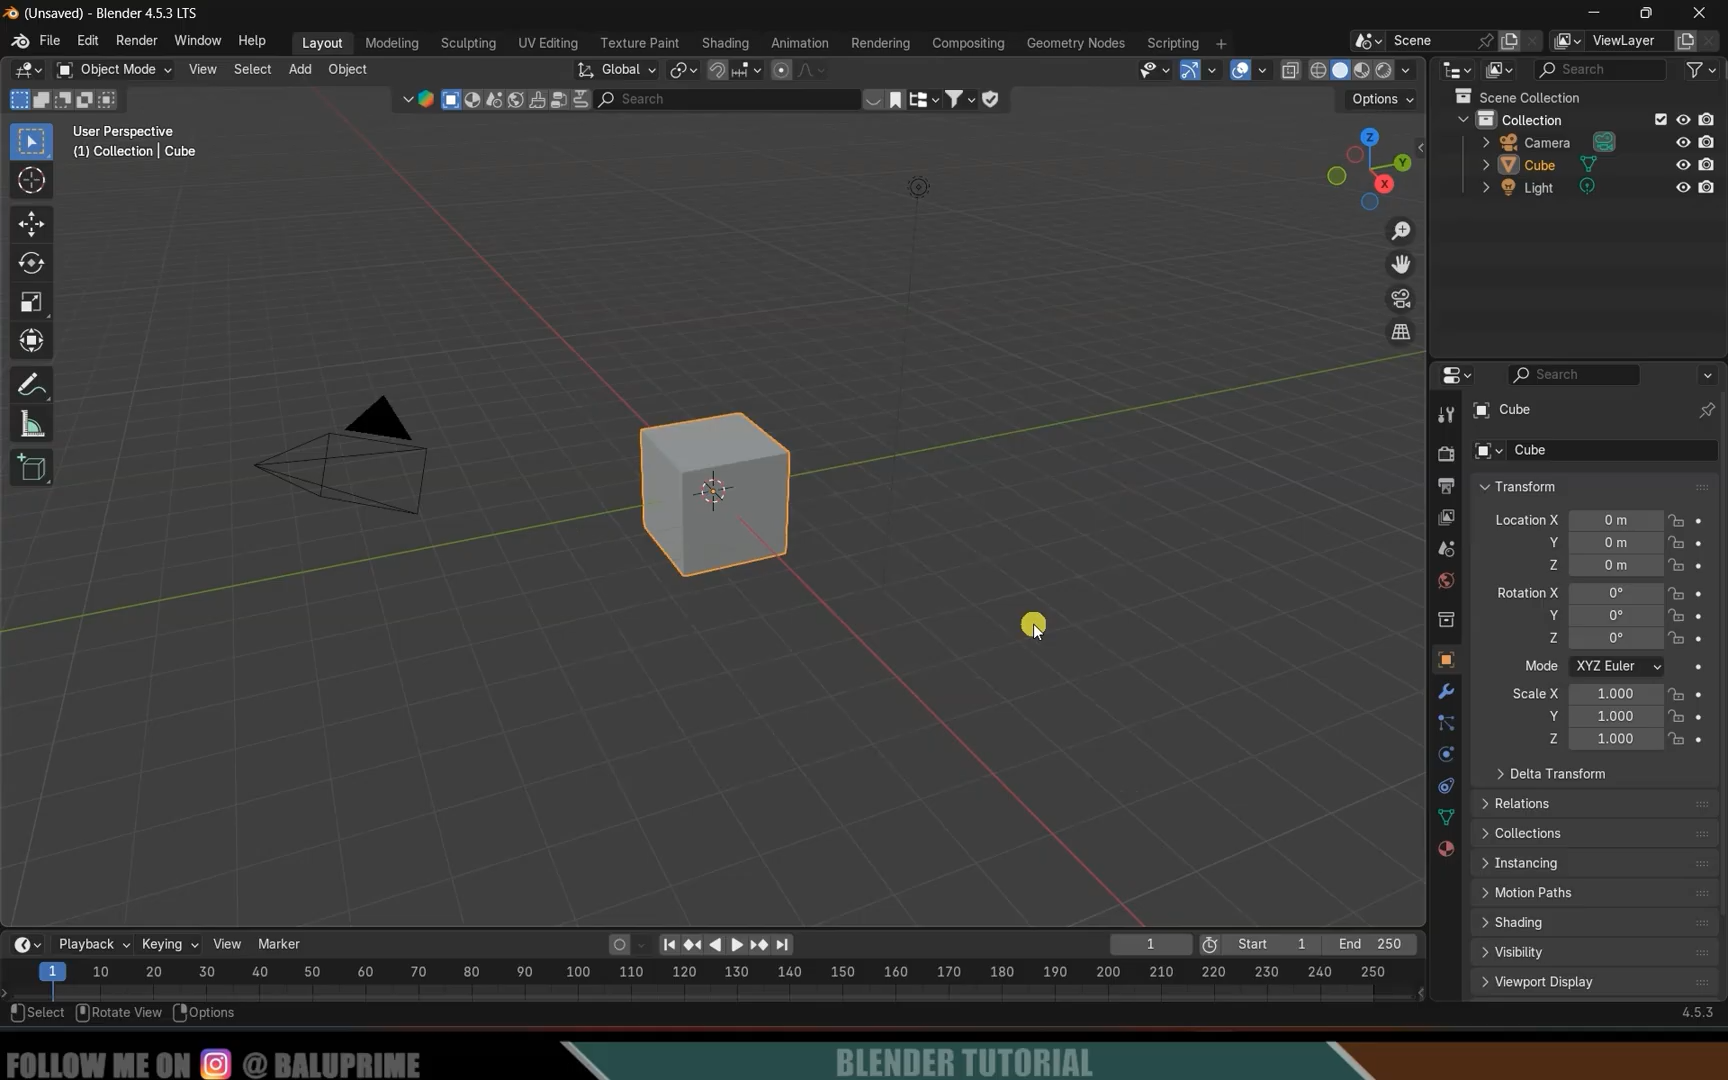 (Unsaved) - Blender 4.5.3 LTS
File Edit Render Window Help Layout Modeling Sculpting UV Editing Texture Paint Shading Animation Rendering Compositing Geometry Nodes Scripting + Scene ViewLayer
Object Mode View Select Add Object Global Search
Search Options
User Perspective
(1) Collection | Cube
Z
Y
X
Scene Collection
Collection
Camera
Cube
Light
Search
Cube
Cube
Transform
Location X 0 m
Y 0 m
Z 0 m
Rotation X 0°
Y 0°
Z 0°
Mode XYZ Euler
Scale X 1.000
Y 1.000
Z 1.000
Delta Transform
Relations
Collections
Instancing
Motion Paths
Shading
Visibility
Viewport Display
Playback Keying View Marker 1 Start 1 End 250
1 10 20 30 40 50 60 70 80 90 100 110 120 130 140 150 160 170 180 190 200 210 220 230 240 250
Select Rotate View Options 4.5.3
FOLLOW ME ON @ BALUPRIME BLENDER TUTORIAL